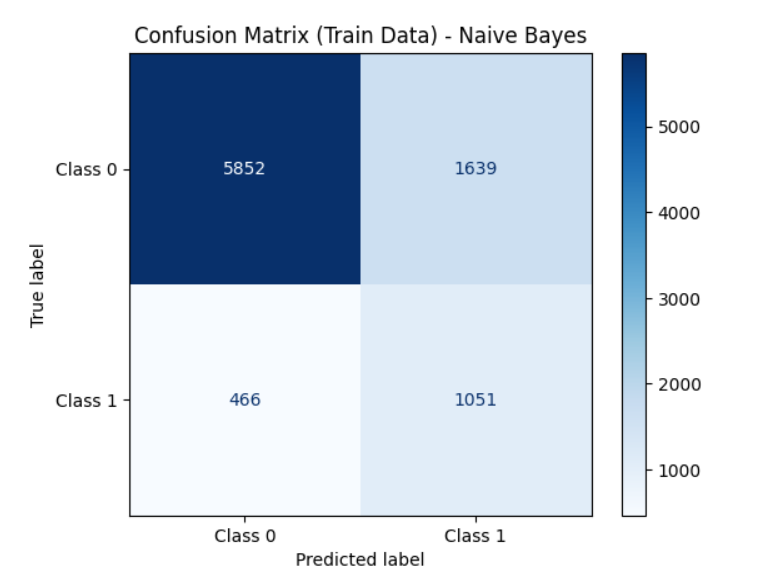 Confusion Matrix (Train Data) - Naive Bayes
True label
Class 0
5852
1639
Class 1
466
1051
Class 0
Class 1
Predicted label
5000
4000
3000
2000
1000